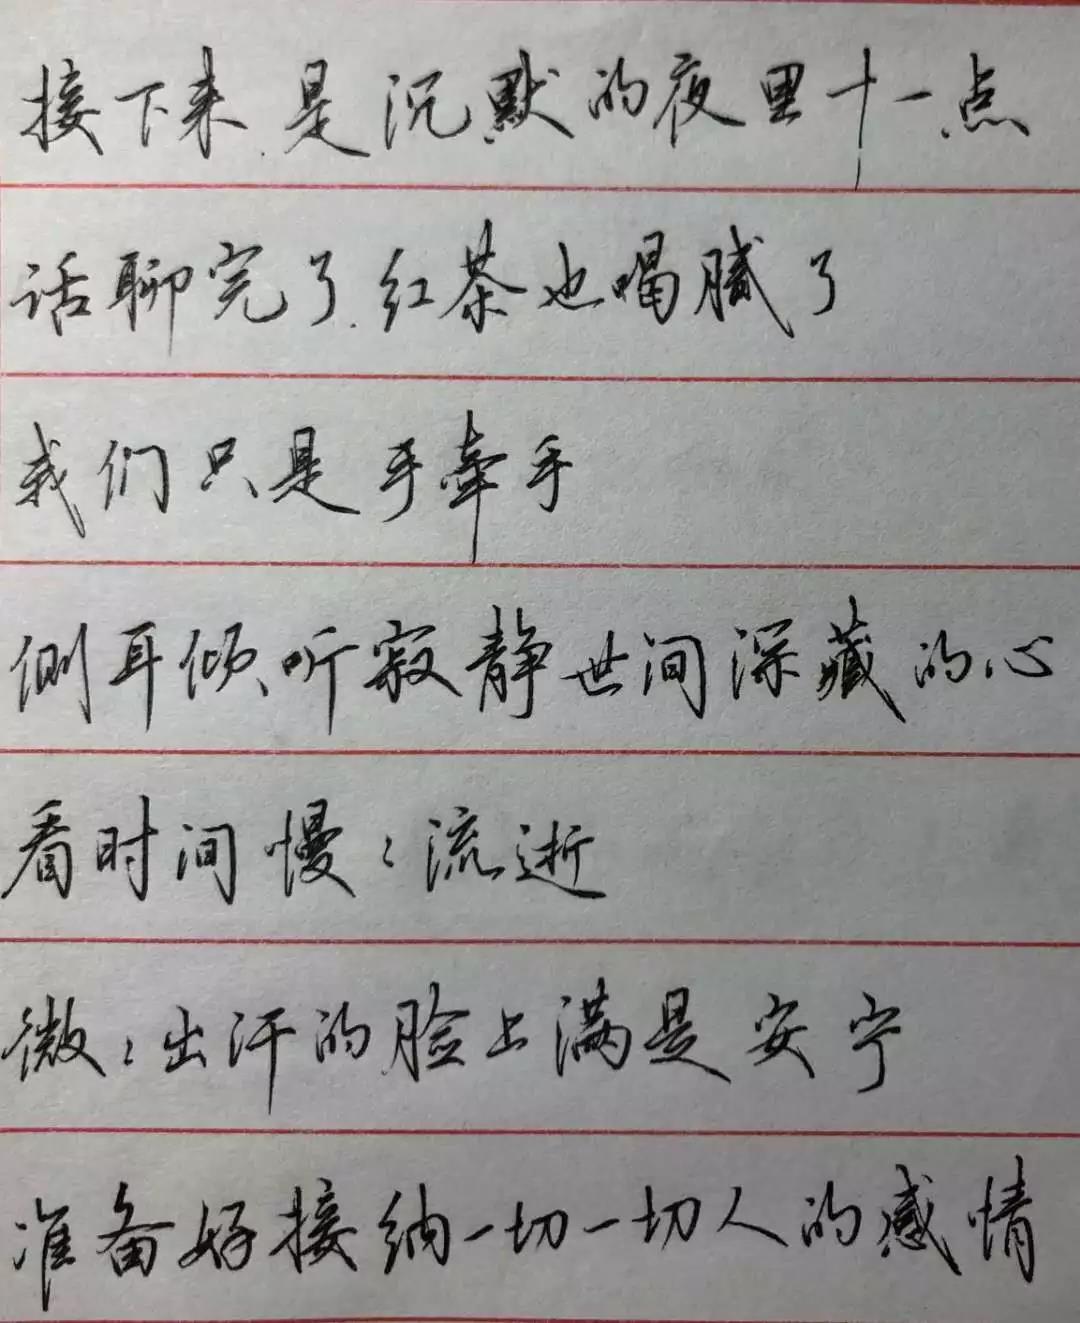 接下来.是沉默的夜里十一点
话聊完了.红茶也喝腻了
我们只是手牵手
侧耳倾听寂静世间深藏的心
看时间慢々流逝
微々出汗的脸上满是安宁
准备好接纳一切一切人的感情